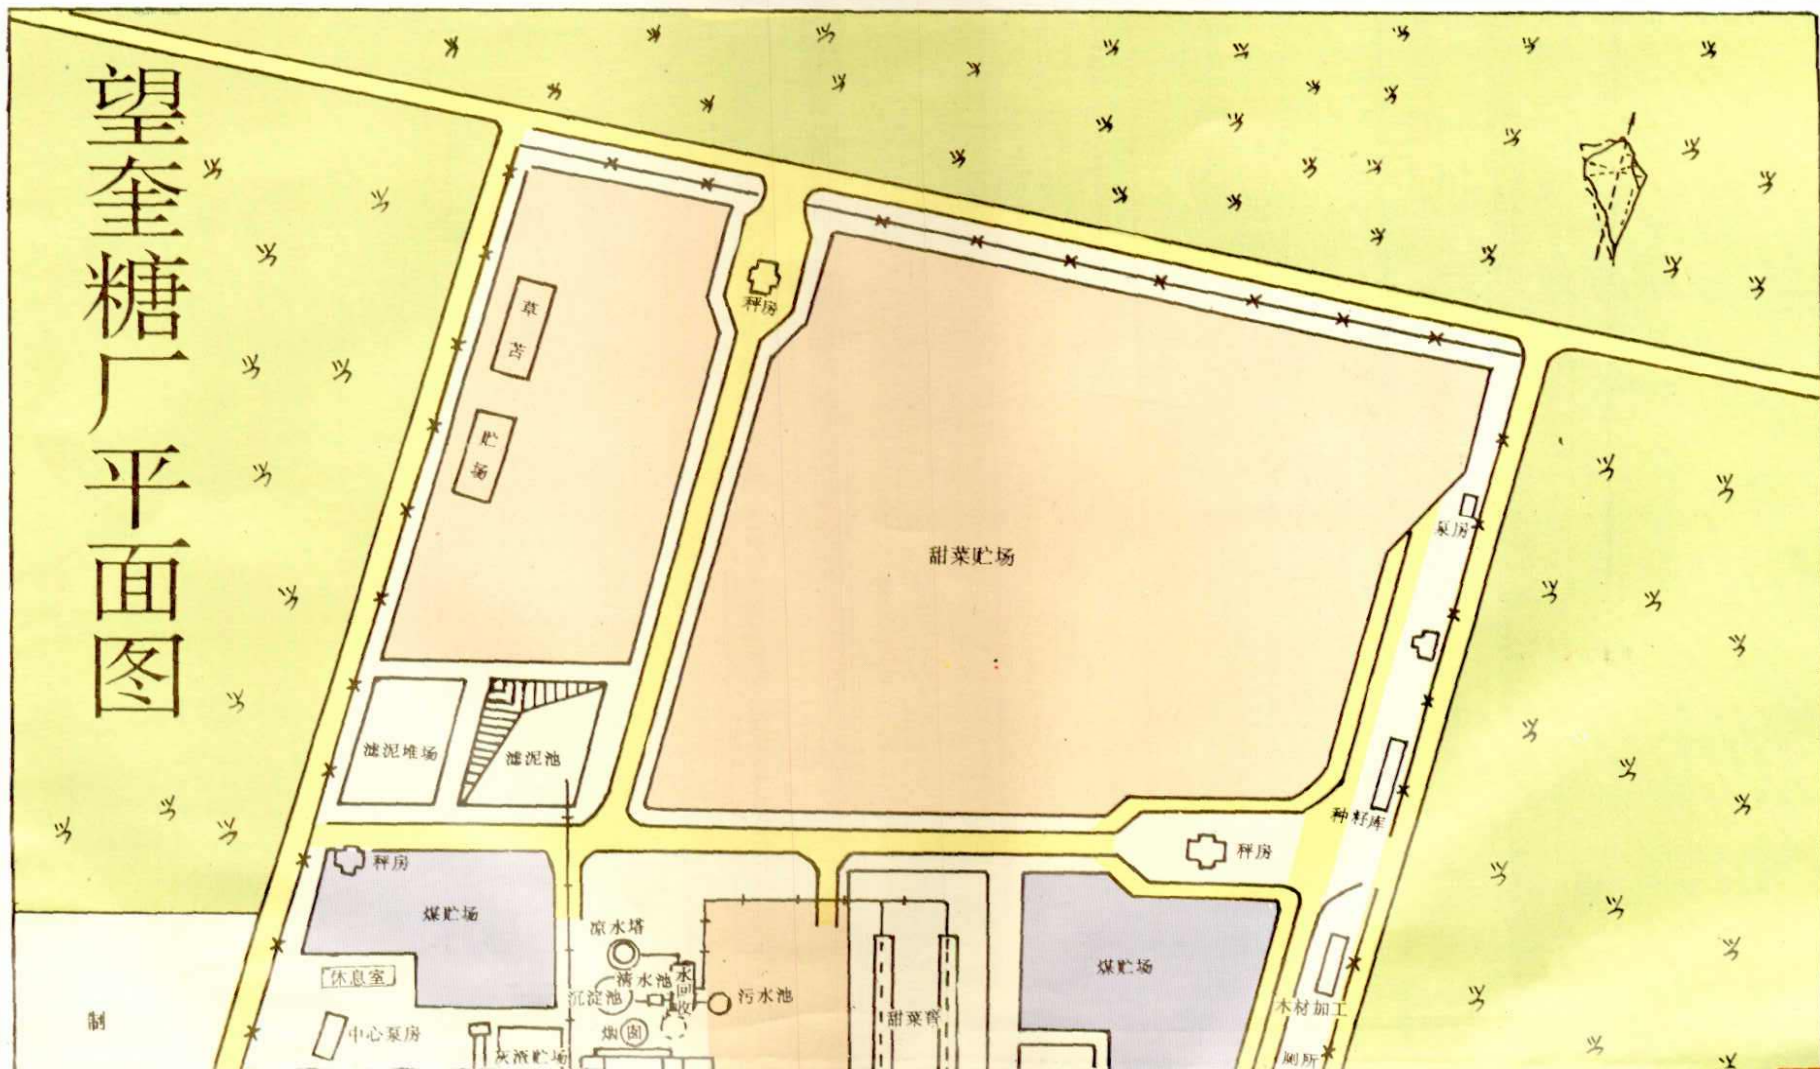 望奎糖厂平面图
秤房
草苫
贮场
甜菜贮场
泵房
滤泥堆场
滤泥池
种籽库
秤房
秤房
煤贮场
凉水塔
煤贮场
休息室
清水池
水回收
沉淀池
污水池
木材加工
制
中心泵房
烟囱
甜菜窖
灰渣贮场
厕所